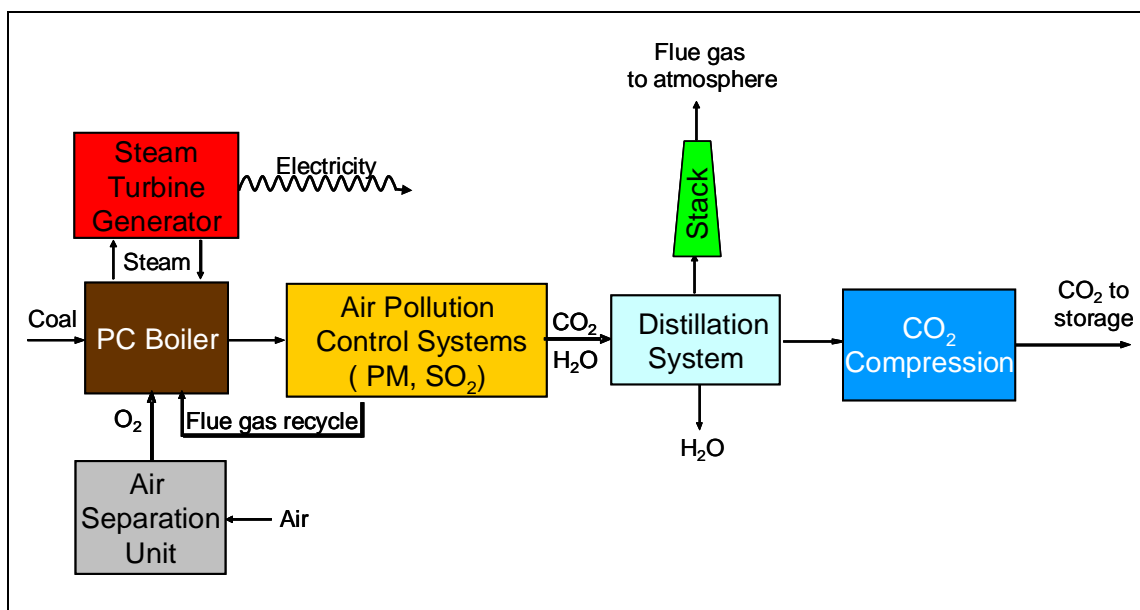 Flue gas
to atmosphere
Steam
Turbine
Generator
Electricity
Stack
Steam
Coal
PC Boiler
Air Pollution
Control Systems
( PM, SO₂)
CO₂
H₂O
Distillation
System
CO₂
Compression
CO₂ to
storage
O₂
Flue gas recycle
H₂O
Air
Separation
Unit
Air